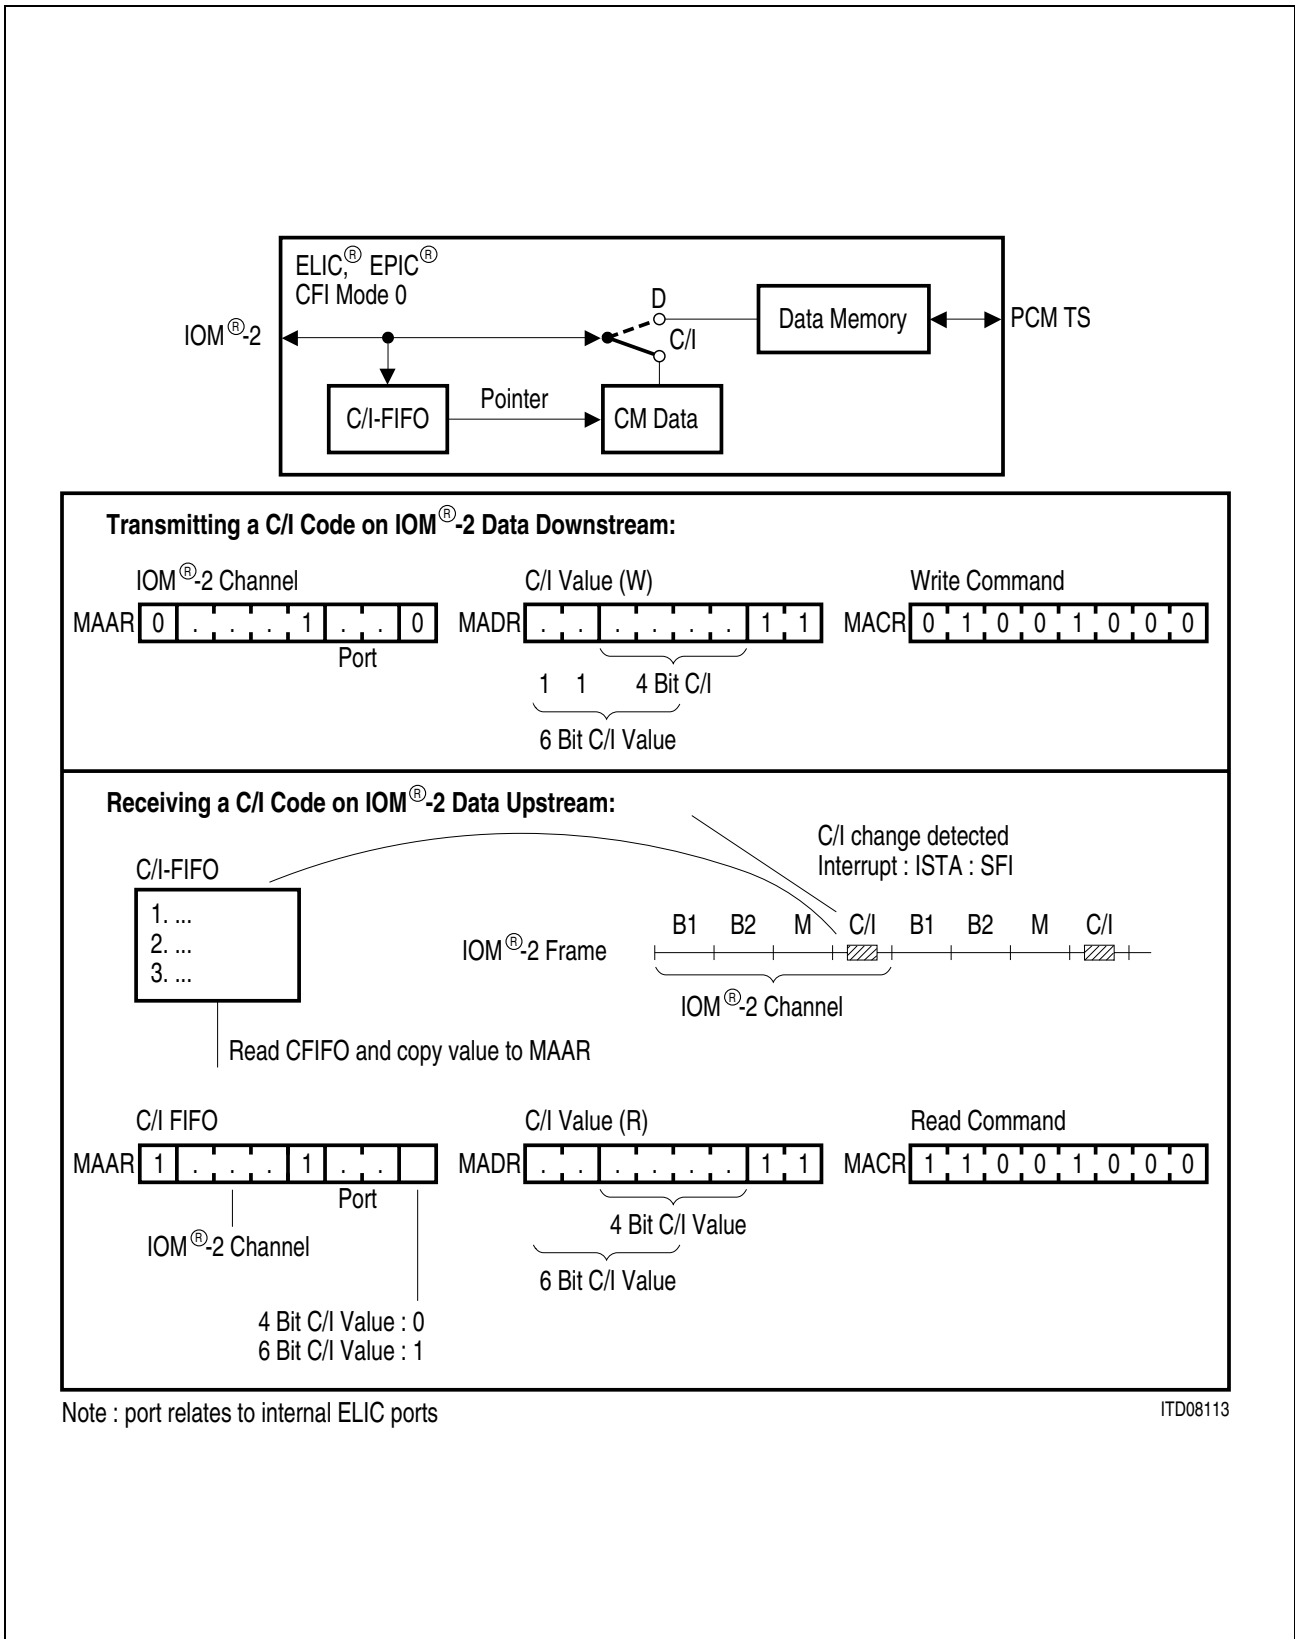 ELIC,® EPIC®
CFI Mode 0
IOM®-2
D
C/I
Data Memory
PCM TS
C/I-FIFO
Pointer
CM Data
Transmitting a C/I Code on IOM®-2 Data Downstream:
IOM®-2 Channel
C/I Value (W)
Write Command
MAAR 0 . . . 1 . . 0
MADR . . . . . . 1 1
MACR 0 1 0 0 1 0 0 0
Port
1 1 4 Bit C/I
6 Bit C/I Value
Receiving a C/I Code on IOM®-2 Data Upstream:
C/I change detected
Interrupt : ISTA : SFI
C/I-FIFO
1. ...
2. ...
3. ...
IOM®-2 Frame
B1 B2 M C/I B1 B2 M C/I
IOM®-2 Channel
Read CFIFO and copy value to MAAR
C/I FIFO
C/I Value (R)
Read Command
MAAR 1 . . . 1 . .
MADR . . . . . . 1 1
MACR 1 1 0 0 1 0 0 0
Port
4 Bit C/I Value
IOM®-2 Channel
6 Bit C/I Value
4 Bit C/I Value : 0
6 Bit C/I Value : 1
Note : port relates to internal ELIC ports
ITD08113